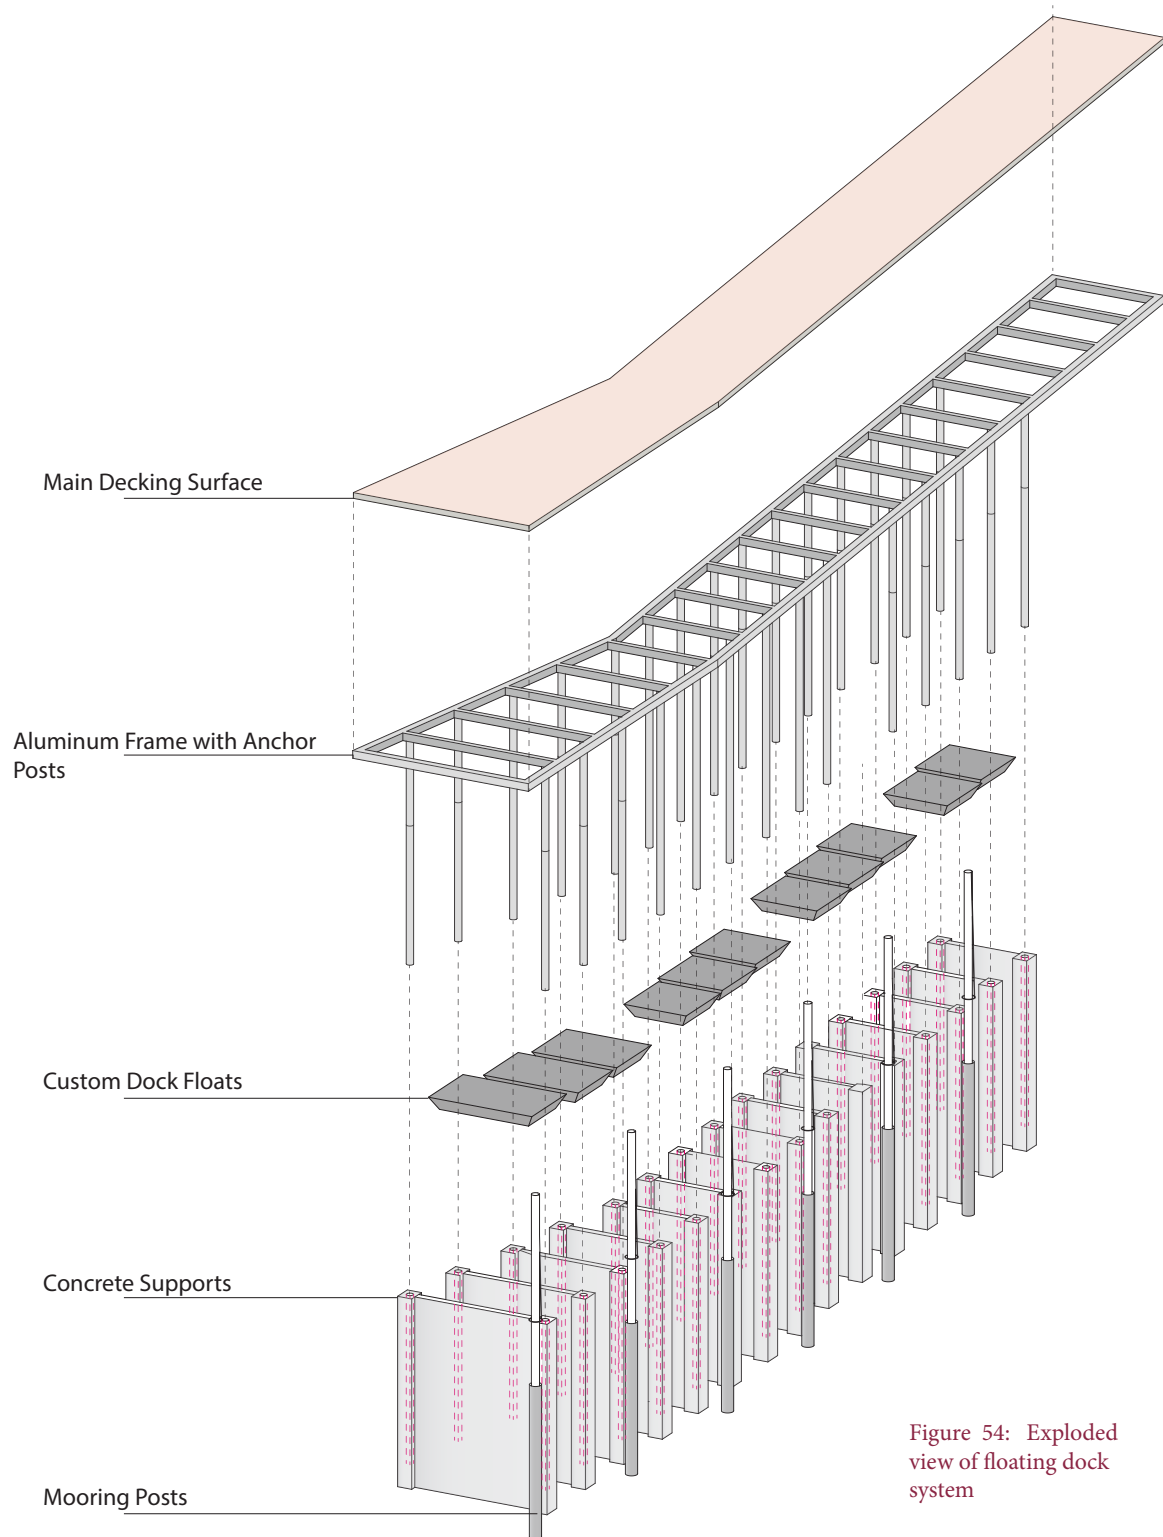 Main Decking Surface
Aluminum Frame with Anchor
Posts
Custom Dock Floats
Concrete Supports
Mooring Posts
Figure 54: Exploded
view of floating dock
system